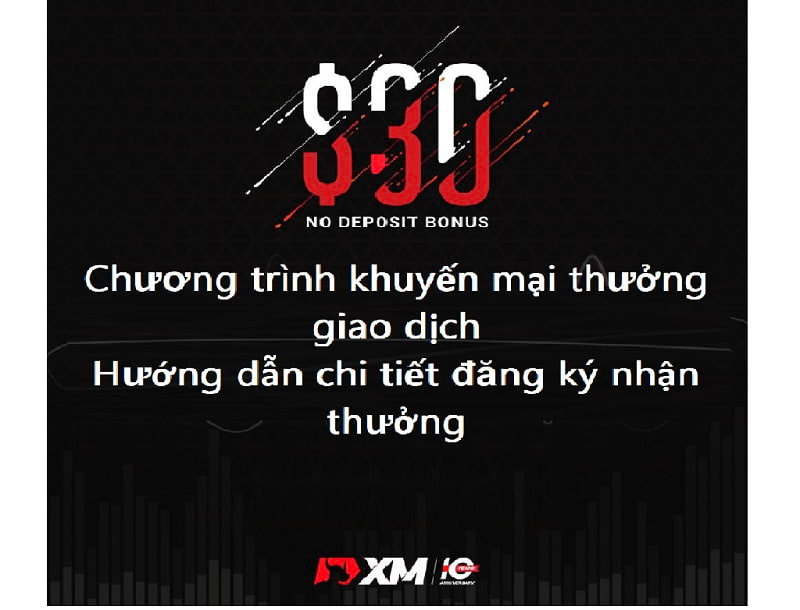 $30
NO DEPOSIT BONUS
Chương trình khuyến mại thưởng
giao dịch
Hướng dẫn chi tiết đăng ký nhận
thưởng
XM 10